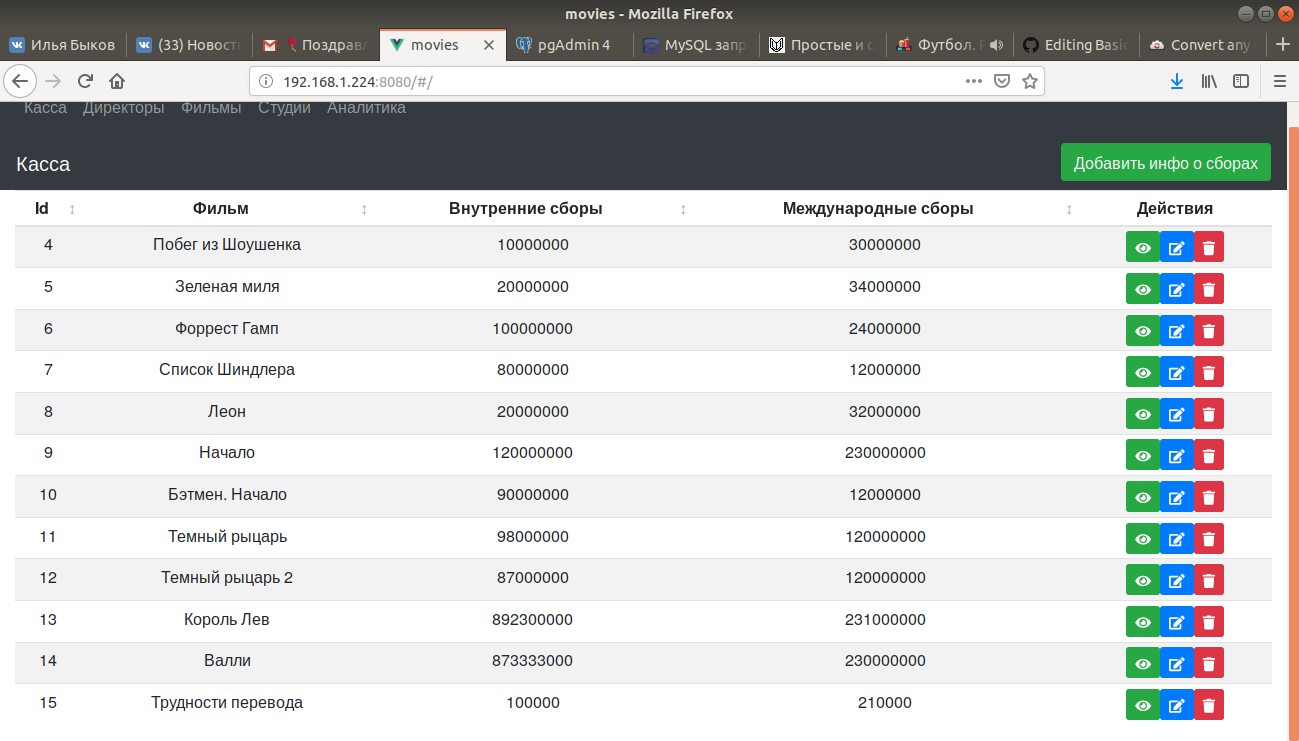 movies - Mozilla Firefox
Илья Быков
(33) Новост
Поздрав
movies
pgAdmin 4
MySQL зап
Простые и с
Футбол.
Editing Basic
Convert any
192.168.1.224:8080/#/
Касса Директоры Фильмы Студии Аналитика
Касса
Добавить инфо о сборах
Id Фильм Внутренние сборы Международные сборы Действия
4 Побег из Шоушенка 10000000 30000000
5 Зеленая миля 20000000 34000000
6 Форрест Гамп 100000000 24000000
7 Список Шиндлера 80000000 12000000
8 Леон 20000000 32000000
9 Начало 120000000 230000000
10 Бэтмен. Начало 90000000 12000000
11 Темный рыцарь 98000000 120000000
12 Темный рыцарь 2 87000000 120000000
13 Король Лев 892300000 231000000
14 Валли 873333000 230000000
15 Трудности перевода 100000 210000